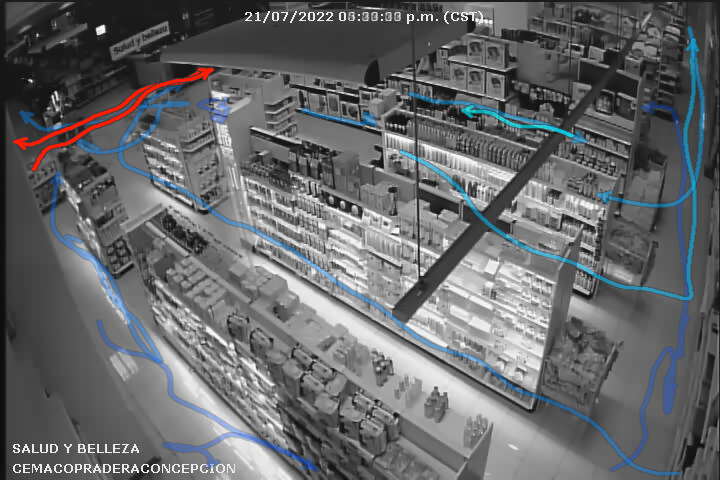 21/07/2022 p.m. (CST)
Salud y belleza
SALUD Y BELLEZA
CEMACOPRADERACONCEPCION